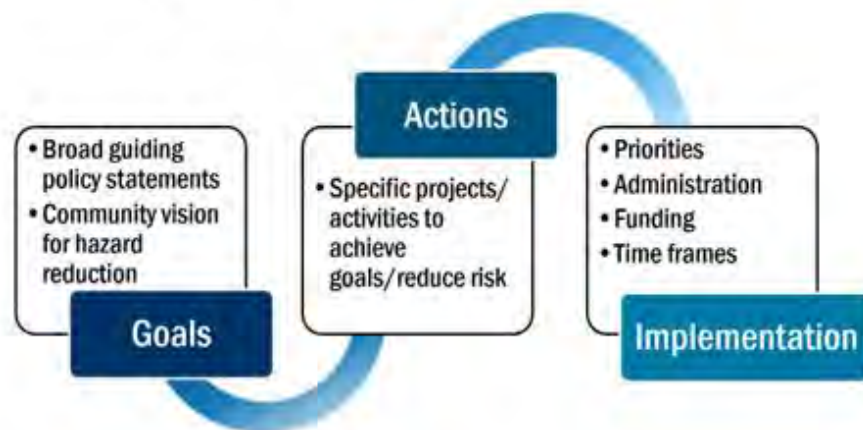 • Broad guiding
policy statements
• Community vision
for hazard
reduction
Goals
Actions
• Specific projects/
activities to
achieve
goals/reduce risk
• Priorities
• Administration
• Funding
• Time frames
Implementation